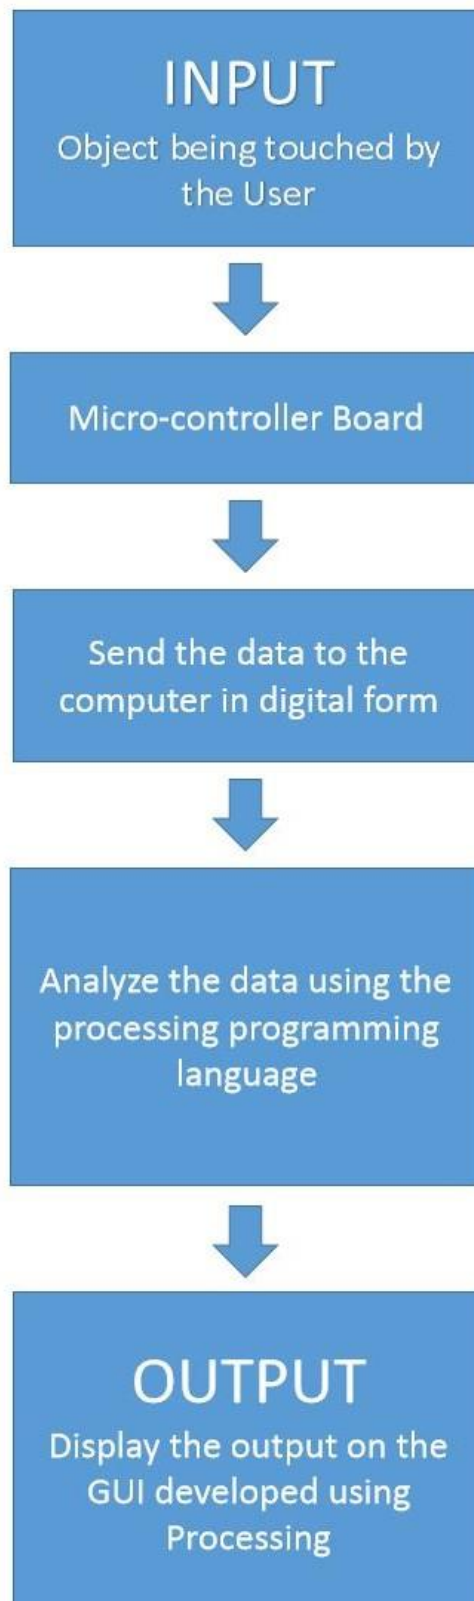 INPUT
Object being touched by
the User
Micro-controller Board
Send the data to the
computer in digital form
Analyze the data using the
processing programming
language
OUTPUT
Display the output on the
GUI developed using
Processing